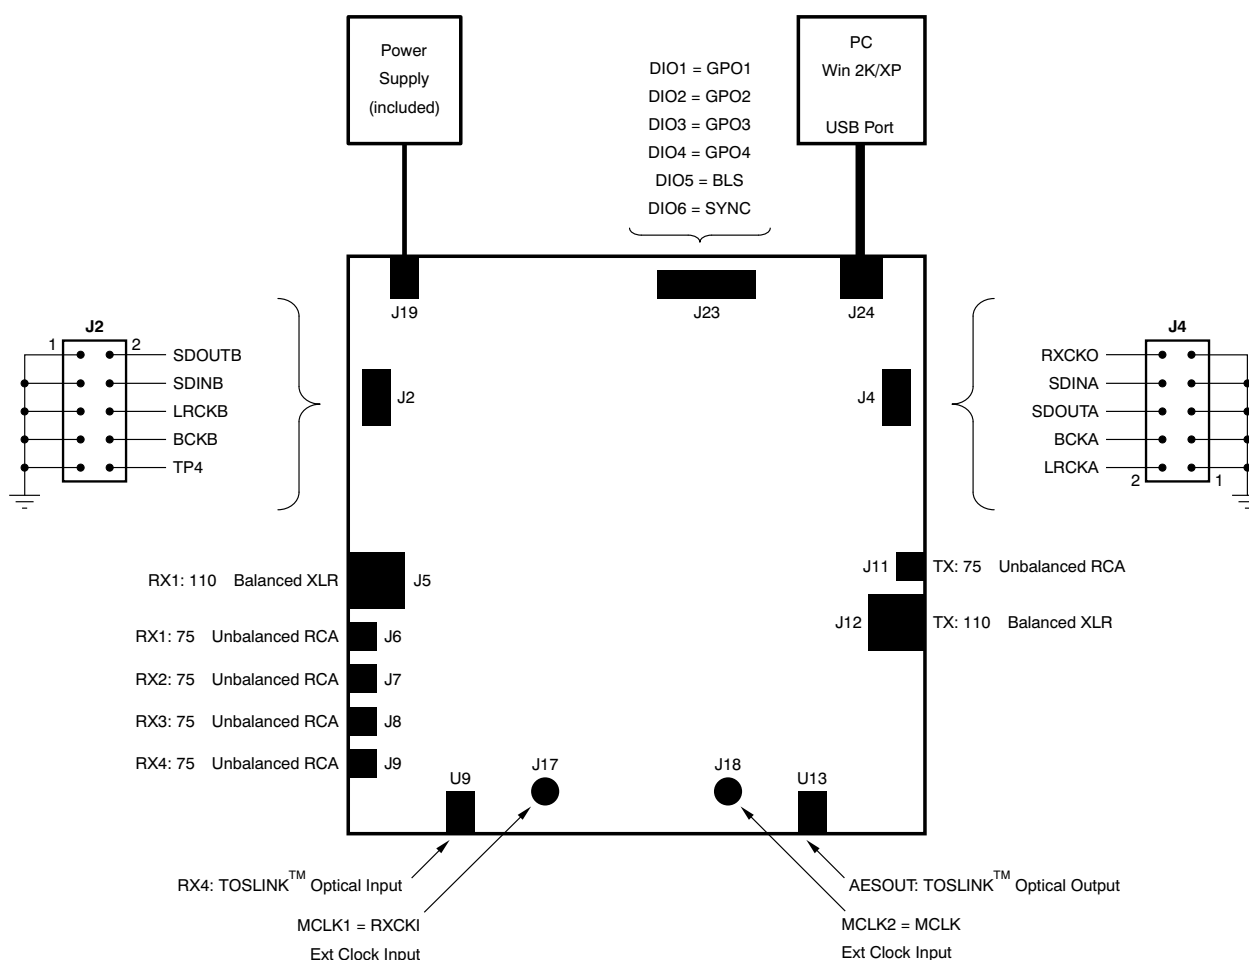 Power
Supply
(included)
PC
Win 2K/XP
USB Port
DIO1 = GPO1
DIO2 = GPO2
DIO3 = GPO3
DIO4 = GPO4
DIO5 = BLS
DIO6 = SYNC
J19
J23
J24
J2
1
2
SDOUTB
SDINB
LRCKB
BCKB
TP4
J2
J4
J4
RXCKO
SDINA
SDOUTA
BCKA
LRCKA
2
1
RX1: 110 Balanced XLR
J5
RX1: 75 Unbalanced RCA
J6
RX2: 75 Unbalanced RCA
J7
RX3: 75 Unbalanced RCA
J8
RX4: 75 Unbalanced RCA
J9
J11
TX: 75 Unbalanced RCA
J12
TX: 110 Balanced XLR
U9
J17
J18
U13
RX4: TOSLINK™ Optical Input
MCLK1 = RXCKI
Ext Clock Input
AESOUT: TOSLINK™ Optical Output
MCLK2 = MCLK
Ext Clock Input